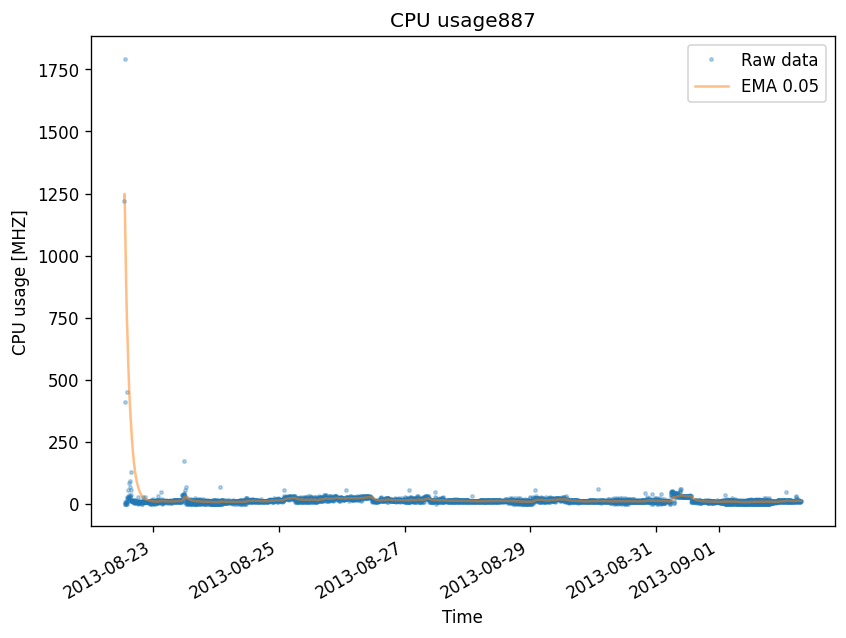 CPU usage887
Raw data
EMA 0.05
CPU usage [MHZ]
1750
1500
1250
1000
750
500
250
0
2013-08-23
2013-08-25
2013-08-27
2013-08-29
2013-08-31
2013-09-01
Time